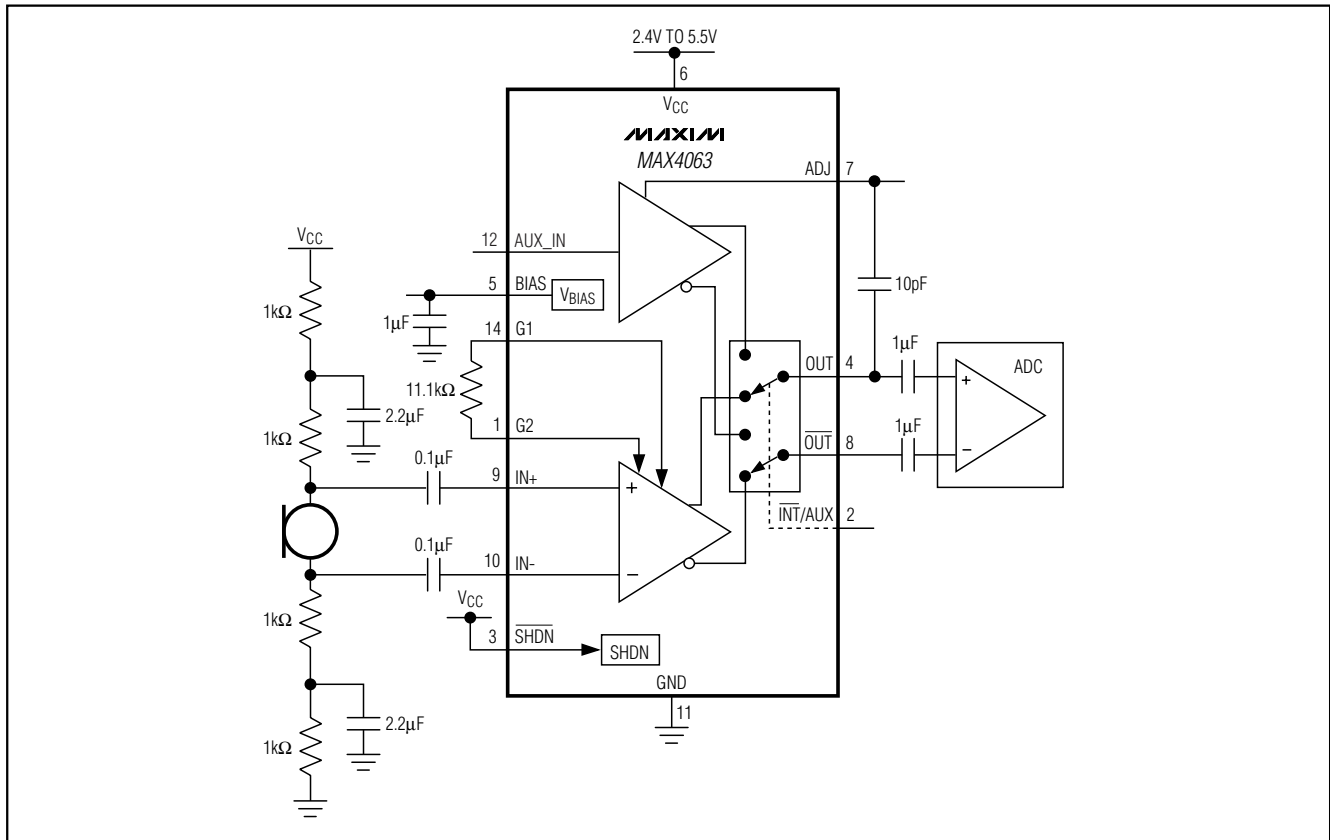 2.4V TO 5.5V
6
VCC
MAXIM
MAX4063
ADJ 7
VCC
12 AUX_IN
10pF
5 BIAS VBIAS
1kΩ
1µF
14 G1
1µF
ADC
OUT 4
+
11.1kΩ
2.2µF
1kΩ
1 G2
1µF
OUT 8
−
0.1µF
9 IN+
+
INT/AUX 2
0.1µF
10 IN-
−
VCC
1kΩ
3 SHDN SHDN
GND
11
2.2µF
1kΩ